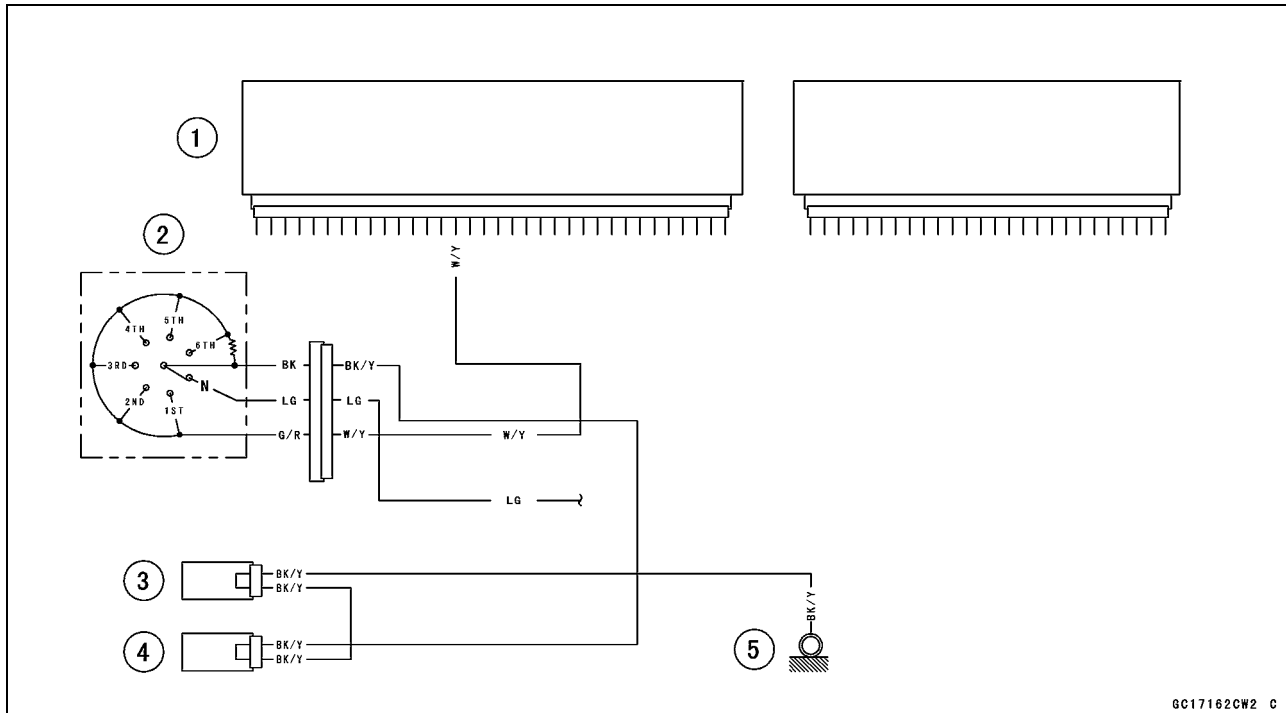 1
2
W/Y
5TH
4TH
6TH
3RD
N
2ND
1ST
BK
BK/Y
LG
LG
G/R
W/Y
W/Y
LG
3
BK/Y
BK/Y
BK/Y
4
BK/Y
BK/Y
5
GC17162CW2 C